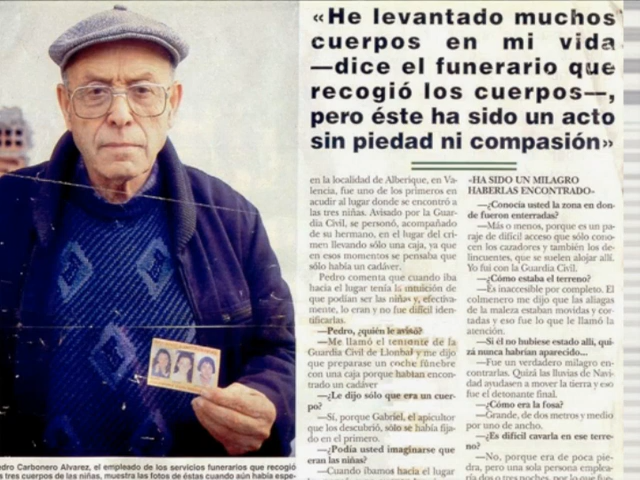 «He levantado muchos
cuerpos en mi vida
—dice el funerario que
recogió los cuerpos—,
pero éste ha sido un acto
sin piedad ni compasión»
en la localidad de Alberique, en Va-
lencia, fue uno de los primeros en
acudir al lugar donde se encontró a
las tres niñas. Avisado por la Guar-
dia Civil, se personó, acompañado
de su hermano, en el lugar del cri-
men llevando sólo una caja, ya que
en esos momentos se pensaba que
sólo había un cadáver.
Pedro comenta que cuando iba
hacia el lugar tenía la intuición de
que podían ser las niñas y, efectiva-
mente, lo eran y no fue difícil iden-
tificarlas.
—Pedro, ¿quién le avisó?
—Me llamó el teniente de la
Guardia Civil de Llombai y me dijo
que preparase un coche fúnebre
con una caja porque habían encon-
trado un cadáver
—¿Le dijo sólo que era un cuer-
po?
—Sí, porque Gabriel, el apicultor
que los descubrió, sólo se había fija-
do en el primero.
—¿Podía usted imaginarse que
eran las niñas?
—Cuando íbamos hacia el lugar
«HA SIDO UN MILAGRO
HABERLAS ENCONTRADO»
—¿Conocía usted la zona en don-
de fueron enterradas?
—Más o menos, porque es un pa-
raje de difícil acceso que sólo cono-
cen los cazadores y también los de-
lincuentes, que se suelen alojar allí.
Yo fui con la Guardia Civil.
—¿Cómo estaba el terreno?
—Es inaccesible por completo. El
colmenero me dijo que las aliagas
de la maleza estaban movidas y cor-
tadas y eso fue lo que le llamó la
atención.
—Si él no hubiese estado allí, qui-
zá nunca habrían aparecido...
—Fue un verdadero milagro en-
contrarlas. Quizá las lluvias de Navi-
dad ayudasen a mover la tierra y eso
fue el detonante final.
—¿Cómo era la fosa?
—Grande, de dos metros y medio
por uno de ancho.
—¿Es difícil cavarla en ese terre-
no?
—No, porque era de poca pie-
dra, pero una sola persona emplea-
ría dos o tres noches, por lo que fue-
edro Carbonero Alvarez, el empleado de los servicios funerarios que recogió
s tres cuerpos de las niñas, muestra las fotos de éstas cuando aún había espe-